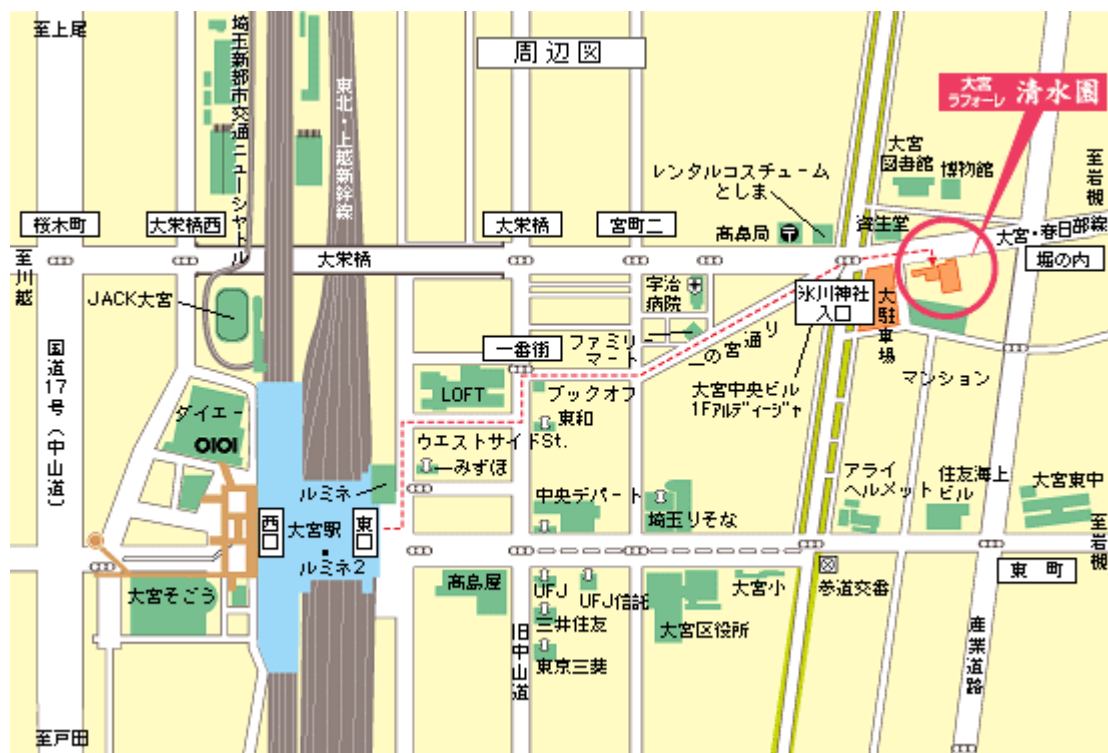 至上尾
埼玉新都市交通ニューシャトル
東北・上越新幹線
周辺図
大宮
ラフォーレ 清水園
大宮
図書館
博物館
至岩槻
レンタルコスチューム
としま
桜木町
大栄橋西
大栄橋
宮町二
高鼻局
資生堂
大宮・春日部線
堀の内
至川越
大栄橋
宇治
病院
氷川神社
入口
大駐車場
JACK大宮
国道17号(中山道)
一番街
ファミリー
マート
一の宮通り
大宮中央ビル
1Fアルディージャ
マンション
LOFT
ブックオフ
東和
ダイエー
OIOI
ウエストサイドSt.
みずほ
ルミネ
中央デパート
埼玉りそな
アライ
ヘルメット
住友海上
ビル
大宮東中
西口
大宮駅
東口
ルミネ2
至岩槻
東町
大宮そごう
高島屋
UFJ
UFJ信託
三井住友
東京三菱
大宮区役所
大宮小
参道交番
旧中山道
産業道路
至戸田